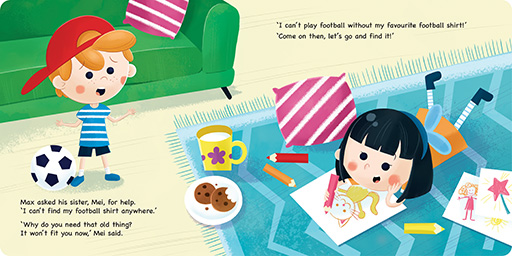 Max asked his sister, Mei, for help.
'I can't find my football shirt anywhere.'
'Why do you need that old thing?
It won't fit you now,' Mei said.
'I can't play football without my favourite football shirt!'
'Come on then, let's go and find it!'